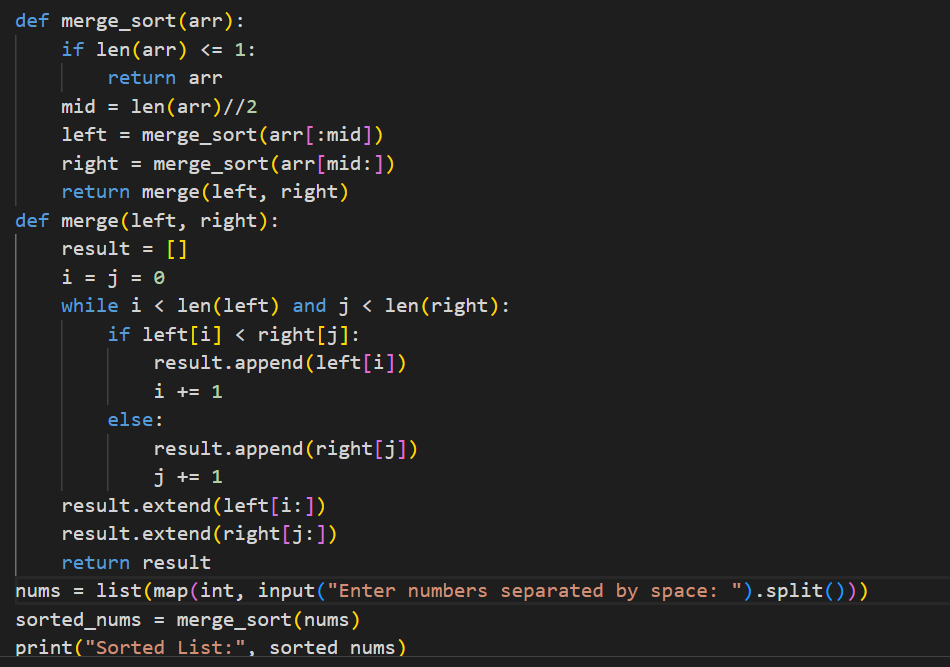 def merge_sort(arr):
    if len(arr) <= 1:
        return arr
    mid = len(arr)//2
    left = merge_sort(arr[:mid])
    right = merge_sort(arr[mid:])
    return merge(left, right)
def merge(left, right):
    result = []
    i = j = 0
    while i < len(left) and j < len(right):
        if left[i] < right[j]:
            result.append(left[i])
            i += 1
        else:
            result.append(right[j])
            j += 1
    result.extend(left[i:])
    result.extend(right[j:])
    return result
nums = list(map(int, input("Enter numbers separated by space: ").split()))
sorted_nums = merge_sort(nums)
print("Sorted List:", sorted_nums)